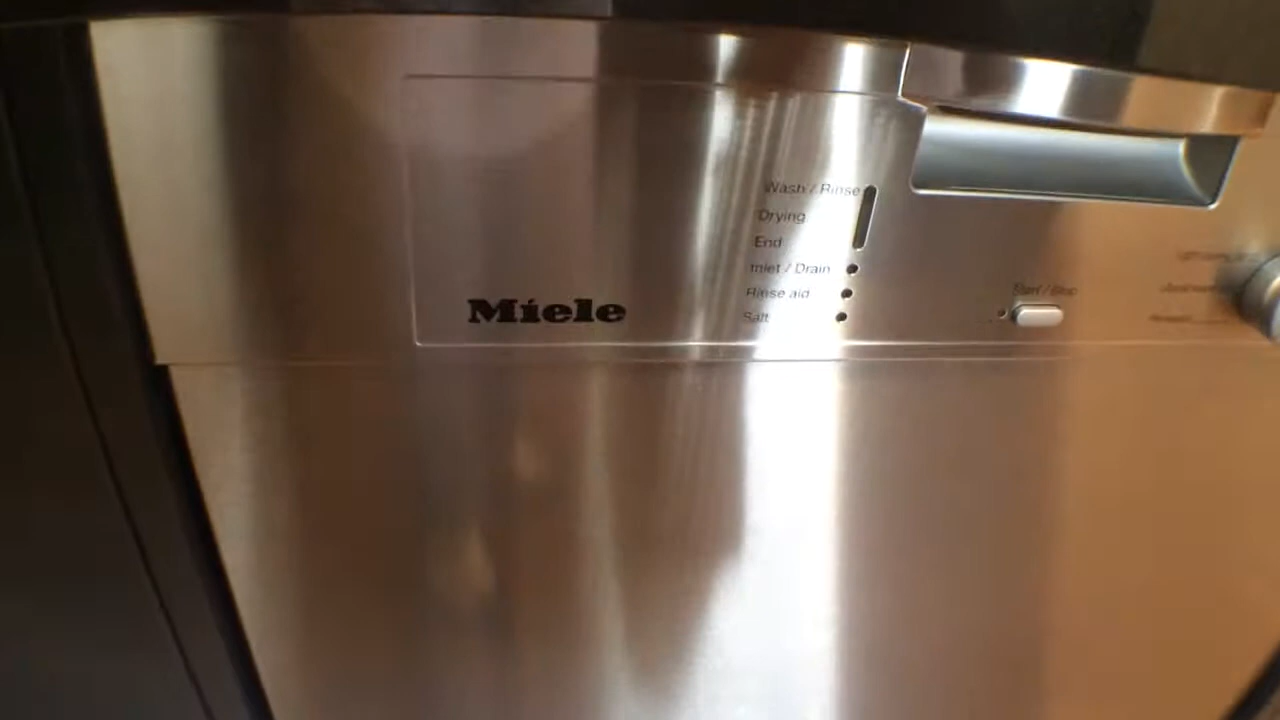 Wash / Rinse
Drying
End
Inlet / Drain
Rinse aid
Salt
Miele
Start / Stop